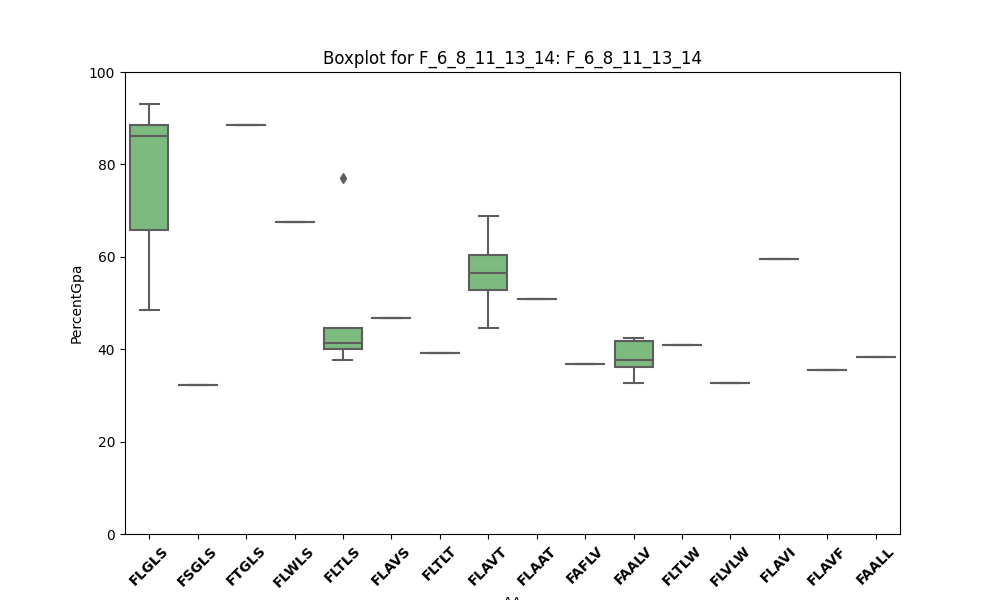 Boxplot for F_6_8_11_13_14: F_6_8_11_13_14
100
80
60
40
20
0
PercentGpa
FLGLS
FSGLS
FTGLS
FLWLS
FLTLS
FLAVS
FLTLT
FLAVT
FLAAT
FAFLV
FAALV
FLTLW
FLVLW
FLAVI
FLAVF
FAALL